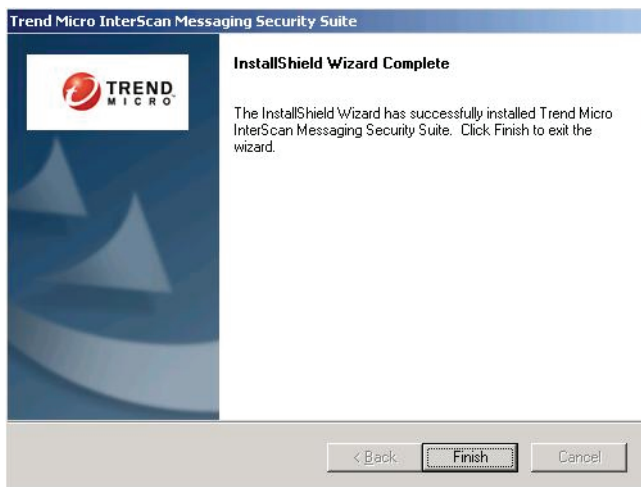 Trend Micro InterScan Messaging Security Suite
TREND
MICRO
InstallShield Wizard Complete
The InstallShield Wizard has successfully installed Trend Micro
InterScan Messaging Security Suite. Click Finish to exit the
wizard.
< Back
Finish
Cancel